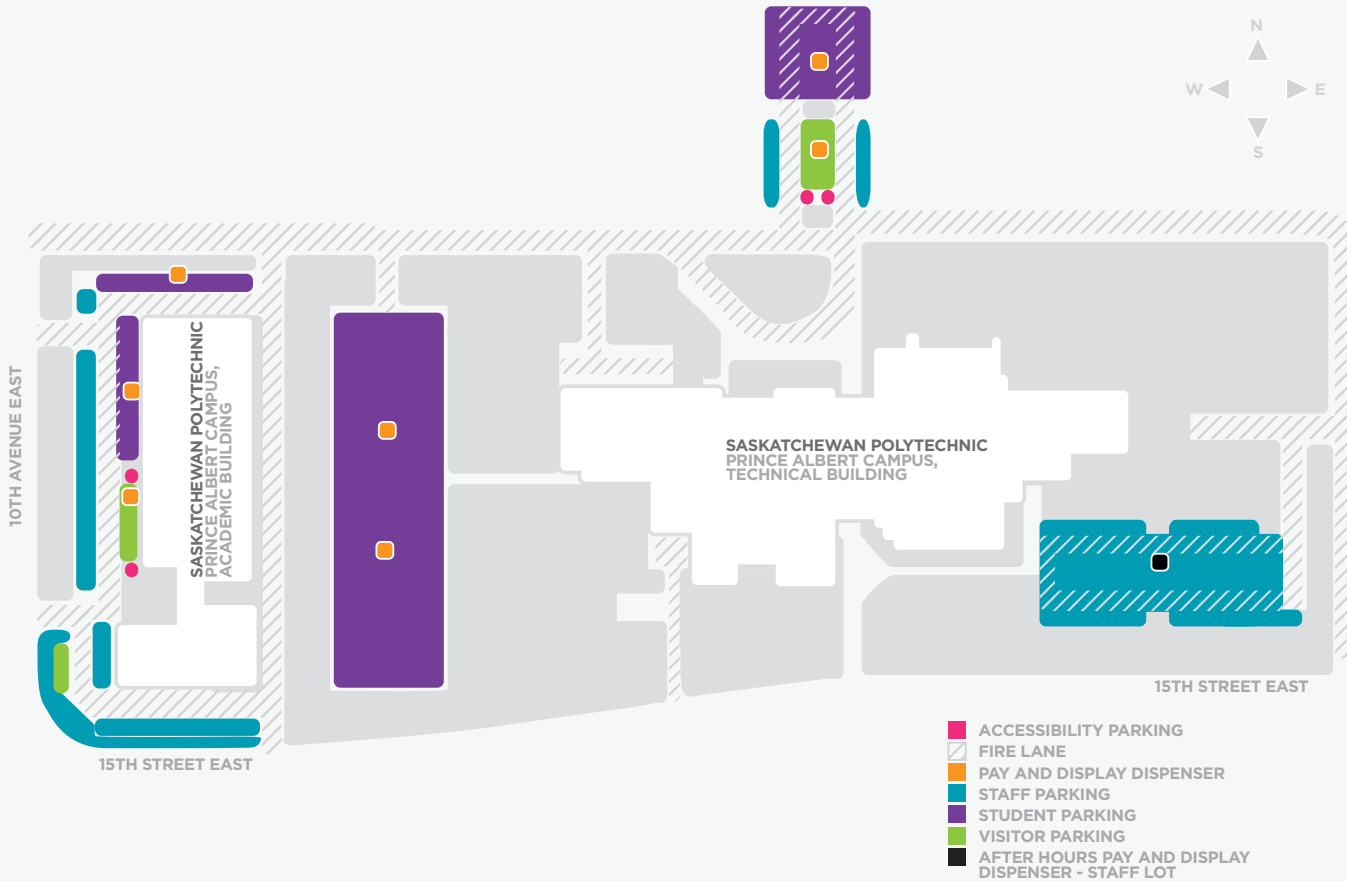 N
W
E
S
10TH AVENUE EAST
SASKATCHEWAN POLYTECHNIC
PRINCE ALBERT CAMPUS,
ACADEMIC BUILDING
SASKATCHEWAN POLYTECHNIC
PRINCE ALBERT CAMPUS,
TECHNICAL BUILDING
15TH STREET EAST
15TH STREET EAST
ACCESSIBILITY PARKING
FIRE LANE
PAY AND DISPLAY DISPENSER
STAFF PARKING
STUDENT PARKING
VISITOR PARKING
AFTER HOURS PAY AND DISPLAY
DISPENSER - STAFF LOT